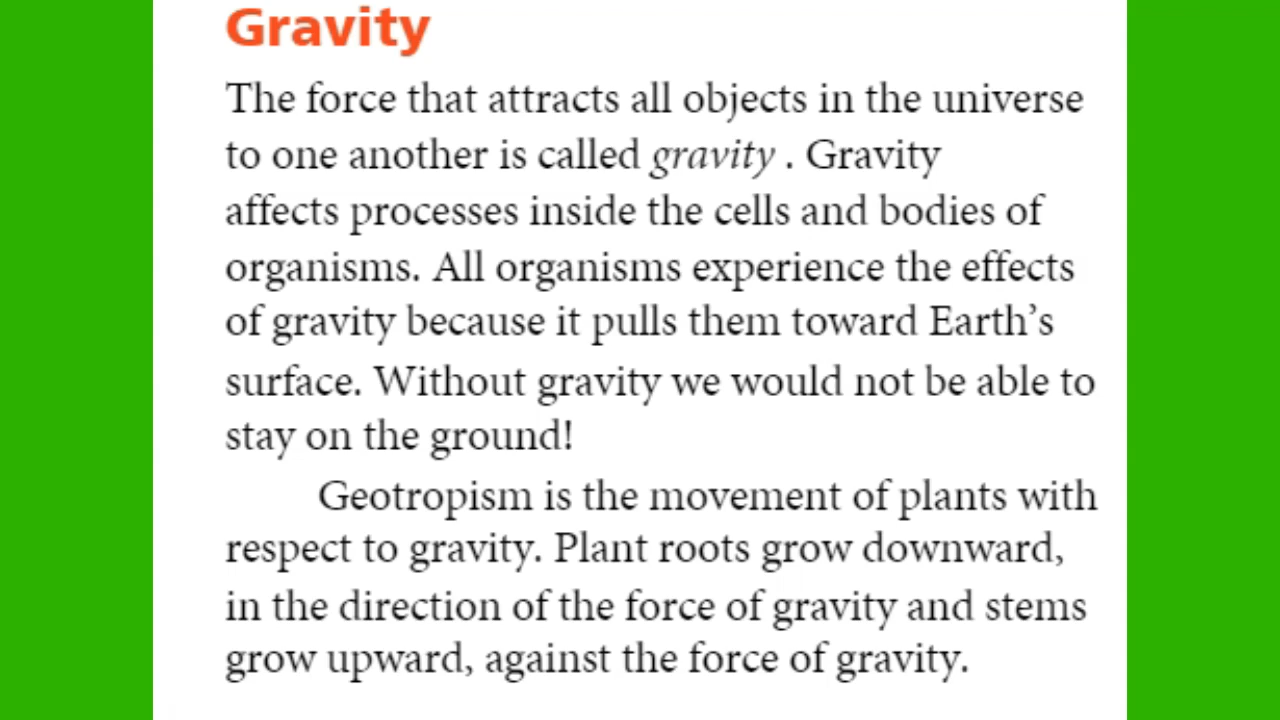 Gravity
The force that attracts all objects in the universe
to one another is called gravity . Gravity
affects processes inside the cells and bodies of
organisms. All organisms experience the effects
of gravity because it pulls them toward Earth’s
surface. Without gravity we would not be able to
stay on the ground!
Geotropism is the movement of plants with
respect to gravity. Plant roots grow downward,
in the direction of the force of gravity and stems
grow upward, against the force of gravity.